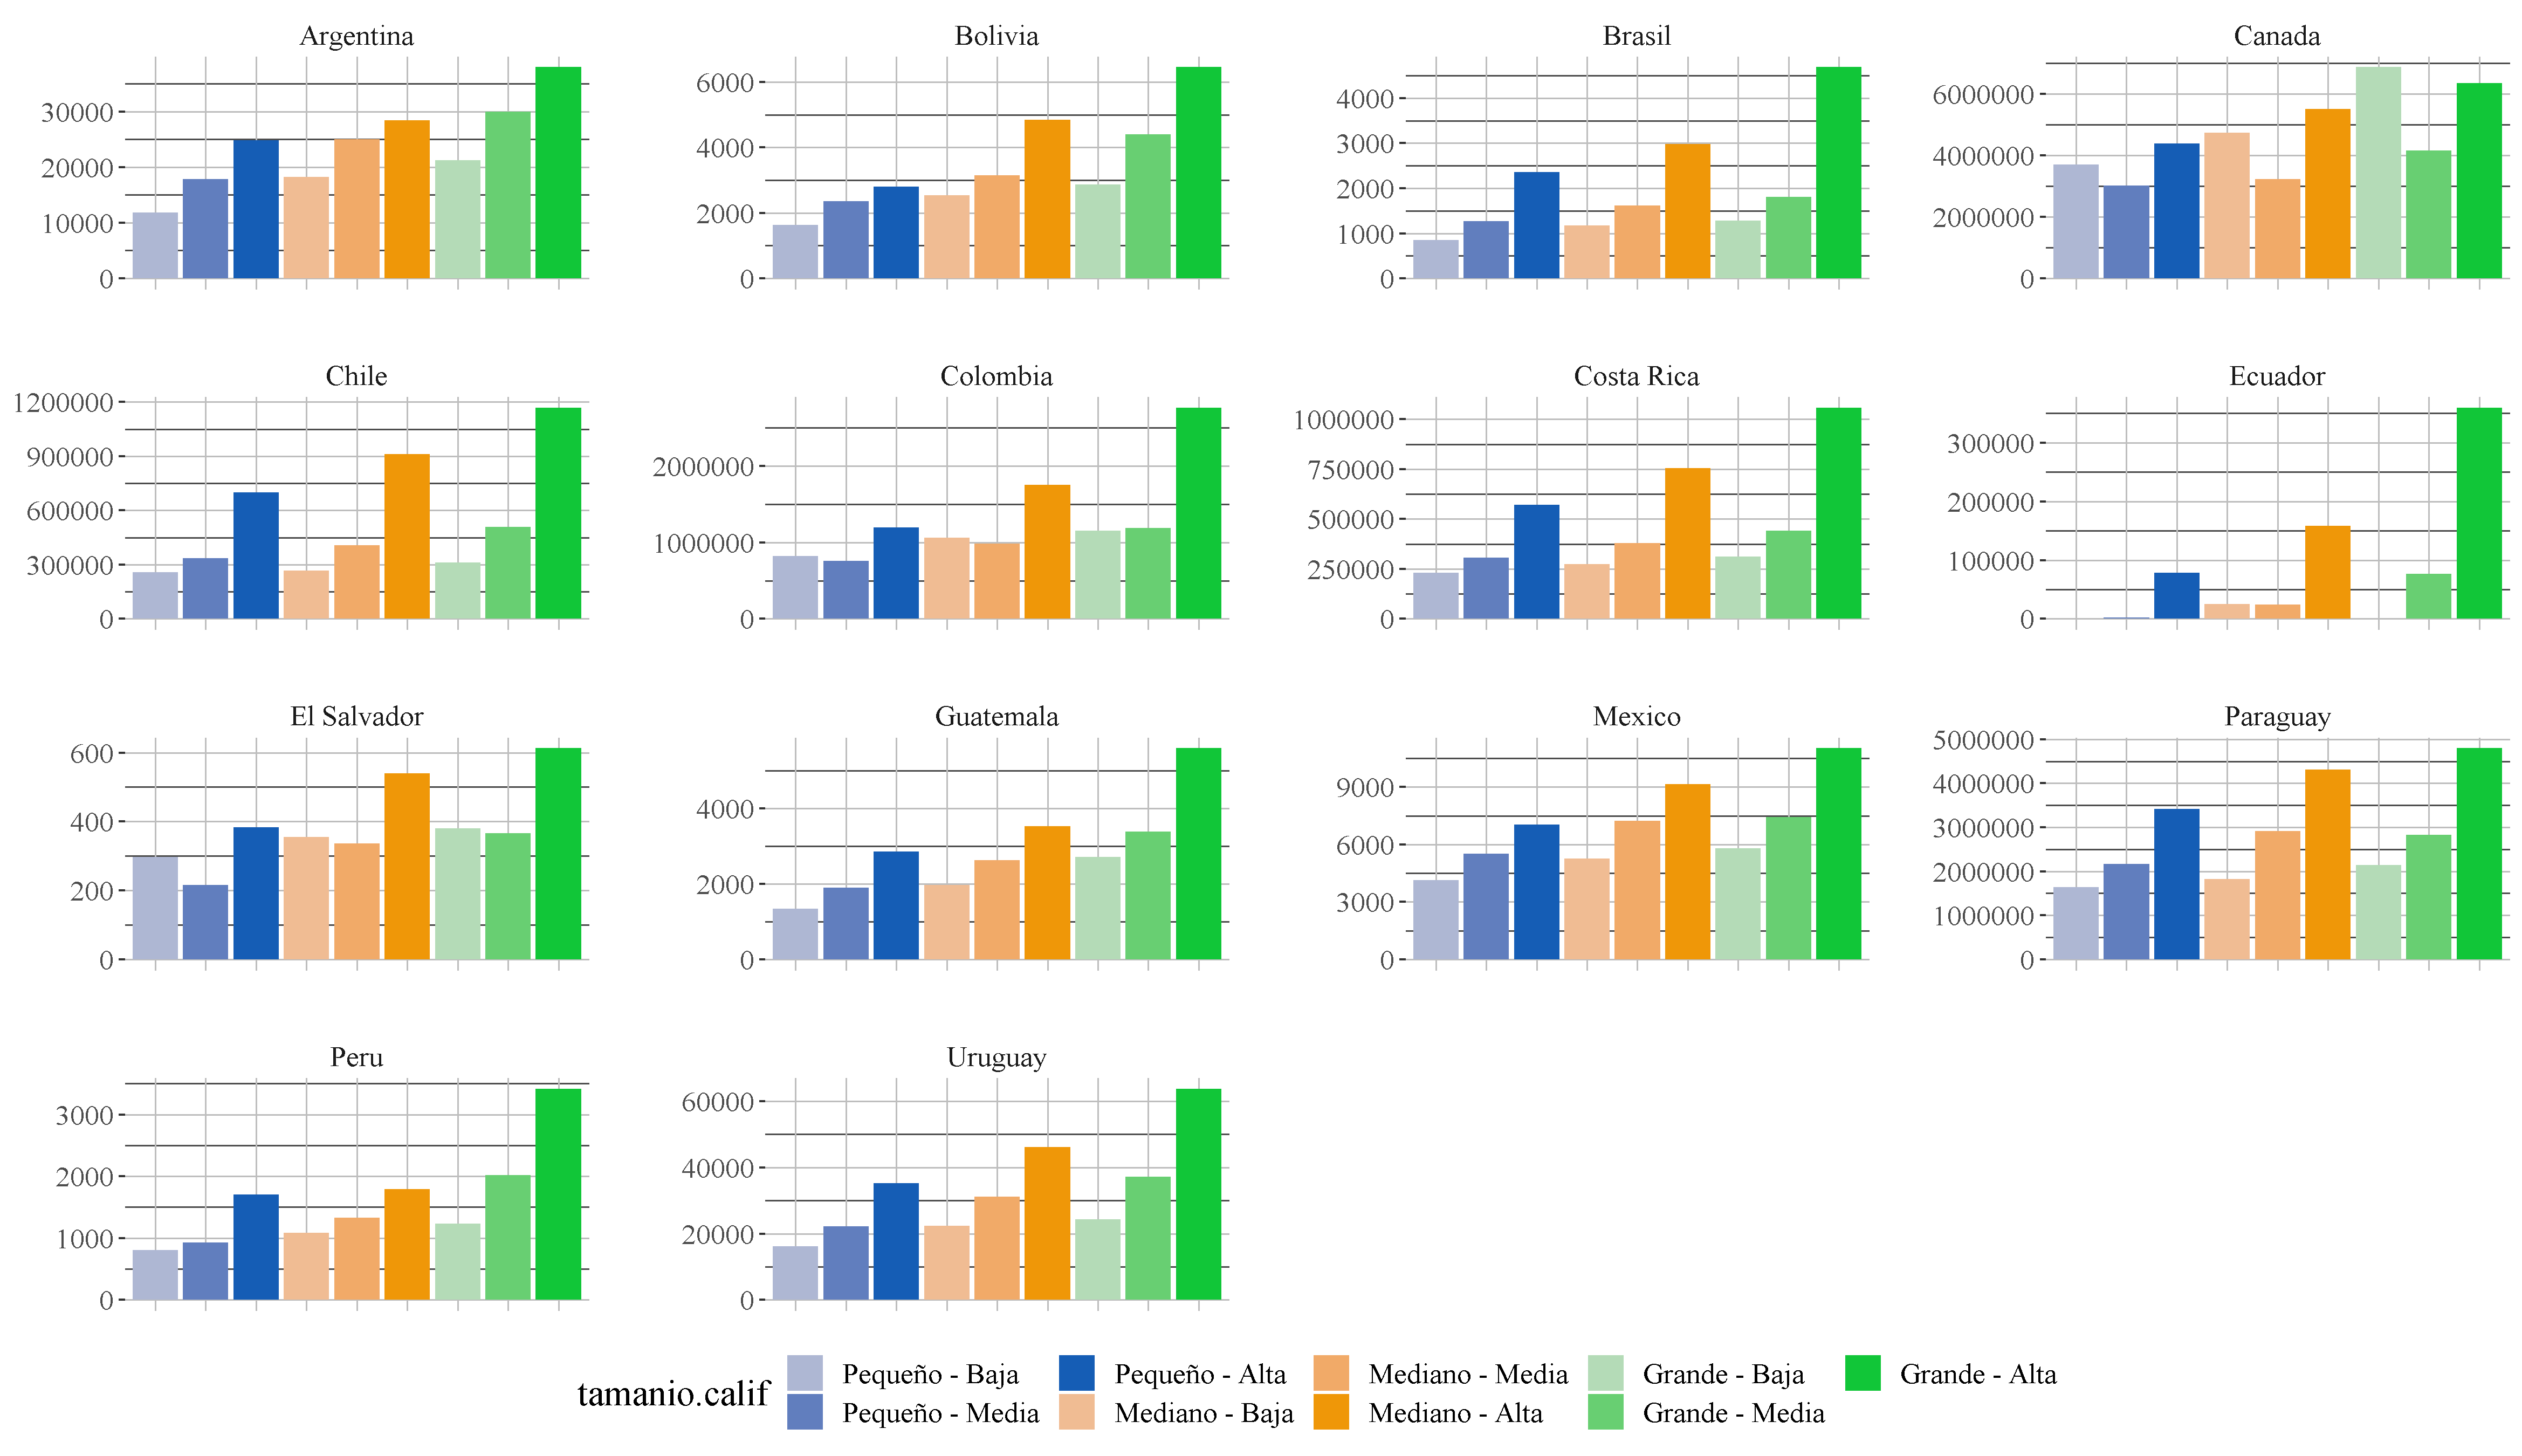 Argentina
30000
20000
10000
0
Bolivia
6000
4000
2000
0
Brasil
4000
3000
2000
1000
0
Canada
6000000
4000000
2000000
0
Chile
1200000
900000
600000
300000
0
Colombia
2000000
1000000
0
Costa Rica
1000000
750000
500000
250000
0
Ecuador
300000
200000
100000
0
El Salvador
600
400
200
0
Guatemala
4000
2000
0
Mexico
9000
6000
3000
0
Paraguay
5000000
4000000
3000000
2000000
1000000
0
Peru
3000
2000
1000
0
Uruguay
60000
40000
20000
0
tamanio.calif
Pequeño - Baja
Pequeño - Media
Pequeño - Alta
Mediano - Baja
Mediano - Media
Mediano - Alta
Grande - Baja
Grande - Media
Grande - Alta